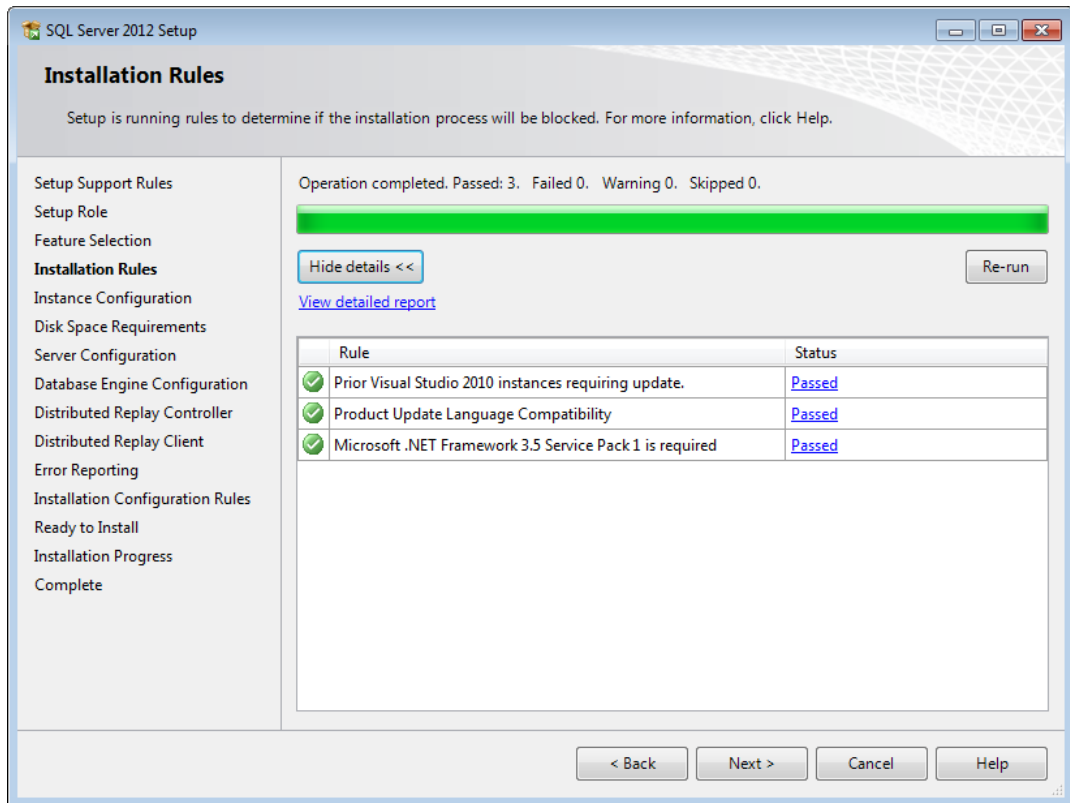 SQL Server 2012 Setup
Installation Rules
Setup is running rules to determine if the installation process will be blocked. For more information, click Help.
Setup Support Rules
Setup Role
Feature Selection
Installation Rules
Instance Configuration
Disk Space Requirements
Server Configuration
Database Engine Configuration
Distributed Replay Controller
Distributed Replay Client
Error Reporting
Installation Configuration Rules
Ready to Install
Installation Progress
Complete
Operation completed. Passed: 3. Failed 0. Warning 0. Skipped 0.
Hide details <<
Re-run
View detailed report
Rule Status
Prior Visual Studio 2010 instances requiring update. Passed
Product Update Language Compatibility Passed
Microsoft .NET Framework 3.5 Service Pack 1 is required Passed
< Back Next > Cancel Help